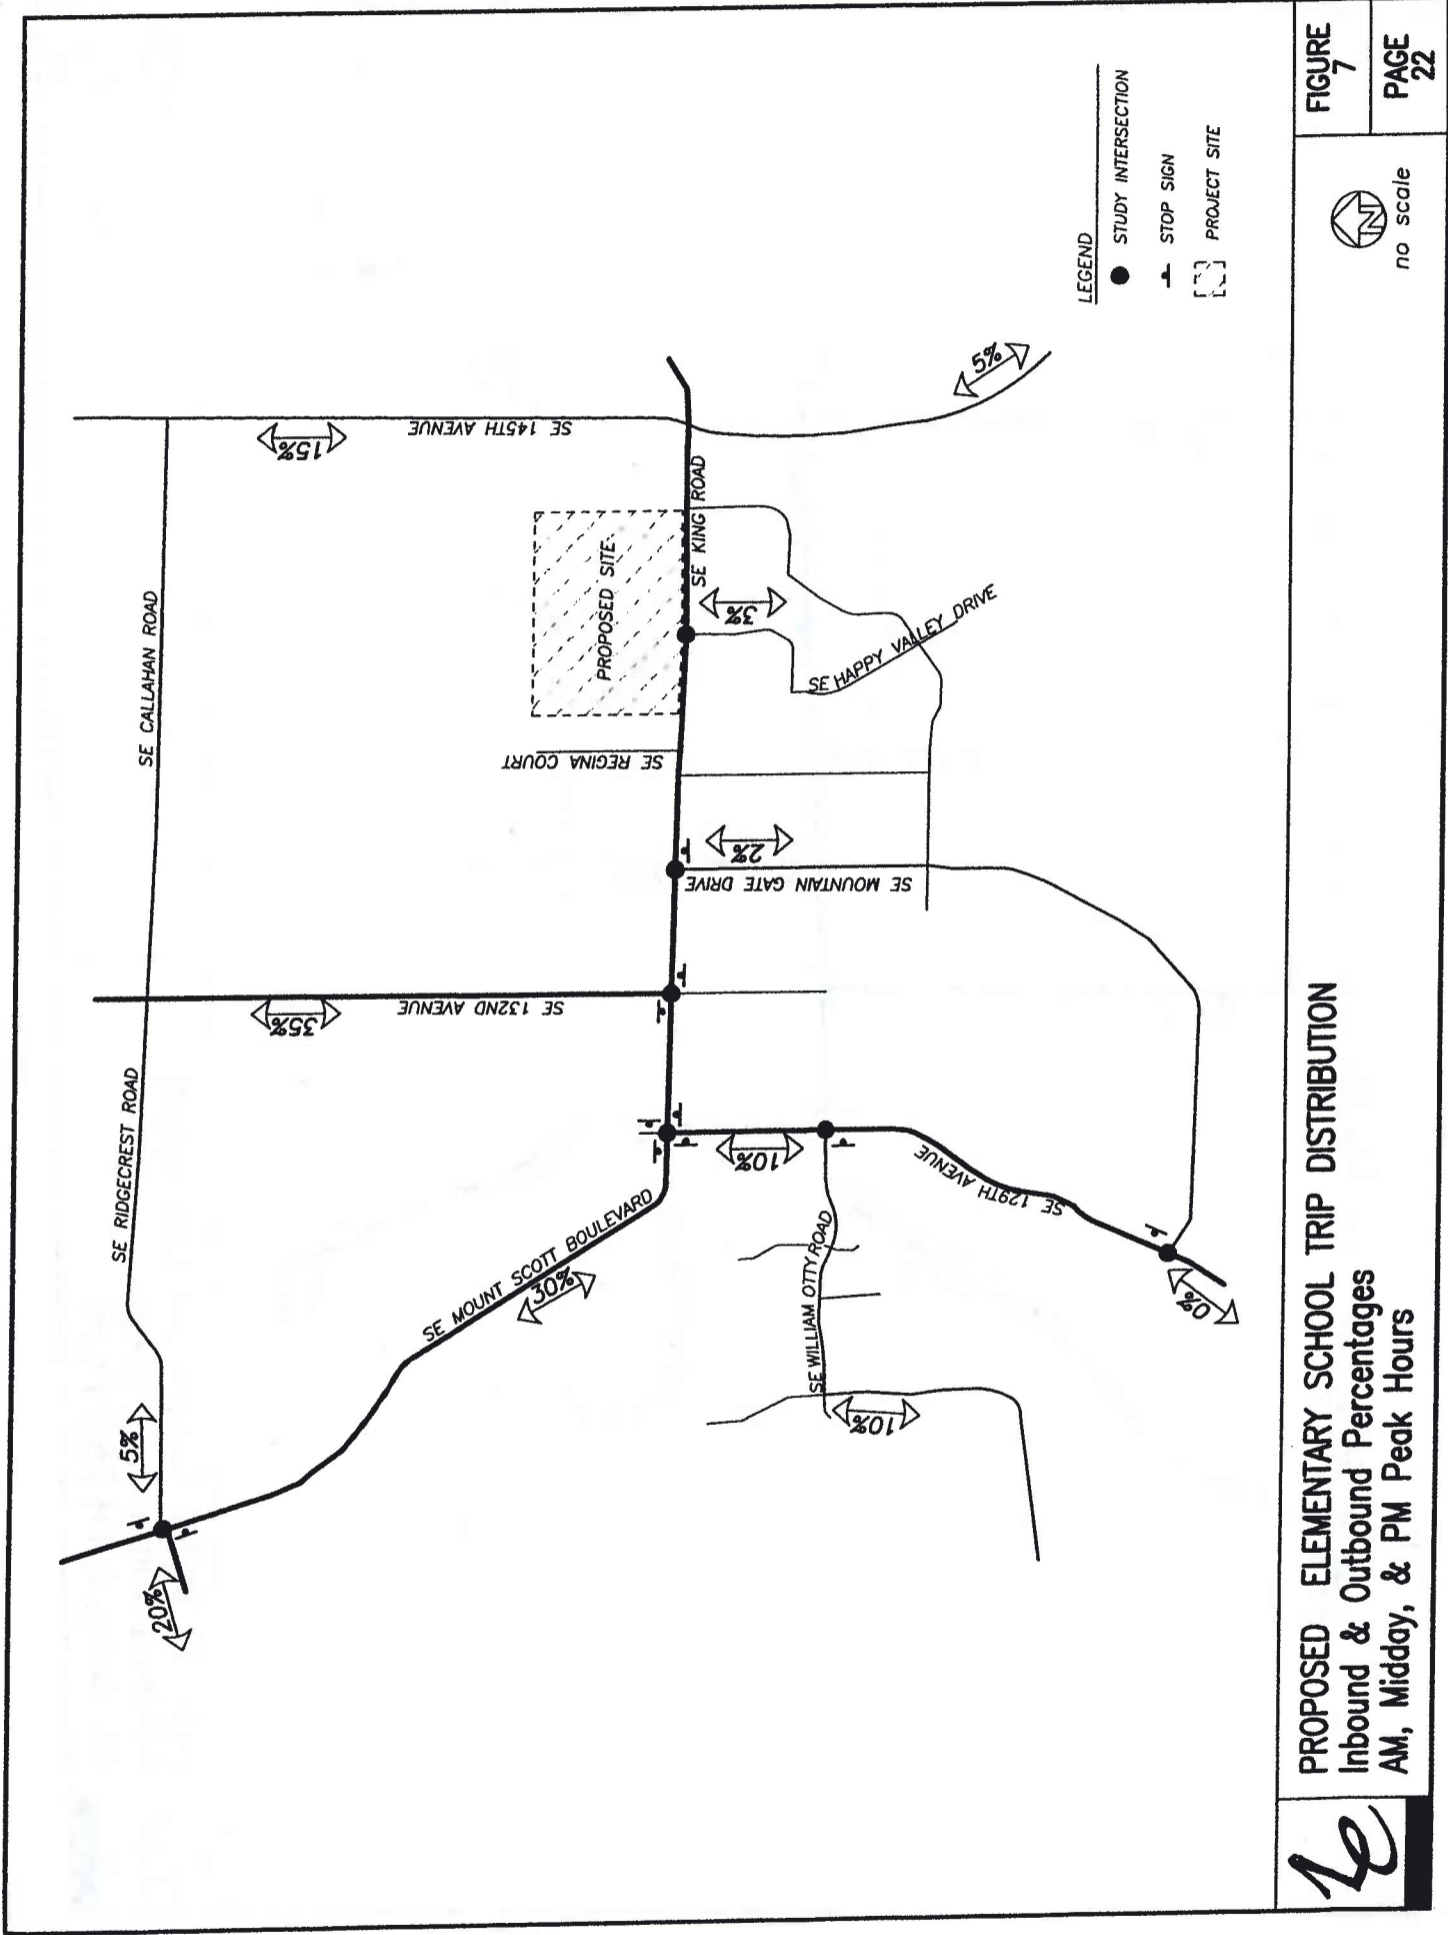 SE CALLAHAN ROAD
SE RIDGECREST ROAD
5%
20%
15%
SE 145TH AVENUE
35%
SE 132ND AVENUE
PROPOSED SITE
SE REGINA COURT
SE KING ROAD
3%
SE HAPPY VALLEY DRIVE
2%
SE MOUNTAIN GATE DRIVE
SE MOUNT SCOTT BOULEVARD
30%
10%
SE 129TH AVENUE
SE WILLIAM OTTY ROAD
10%
0%
5%
LEGEND
STUDY INTERSECTION
STOP SIGN
PROJECT SITE
PROPOSED ELEMENTARY SCHOOL TRIP DISTRIBUTION
Inbound & Outbound Percentages
AM, Midday, & PM Peak Hours
N
no scale
FIGURE
7
PAGE
22